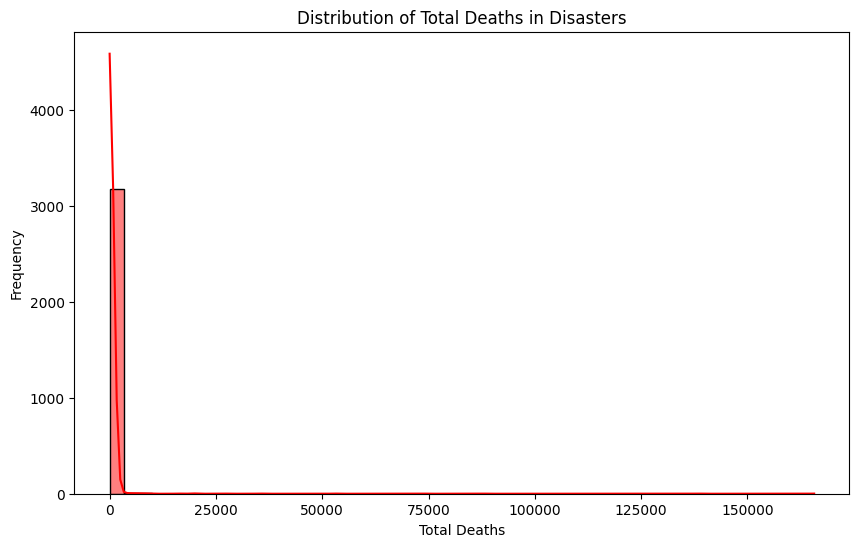 Distribution of Total Deaths in Disasters
4000
3000
2000
1000
0
Frequency
0 25000 50000 75000 100000 125000 150000
Total Deaths